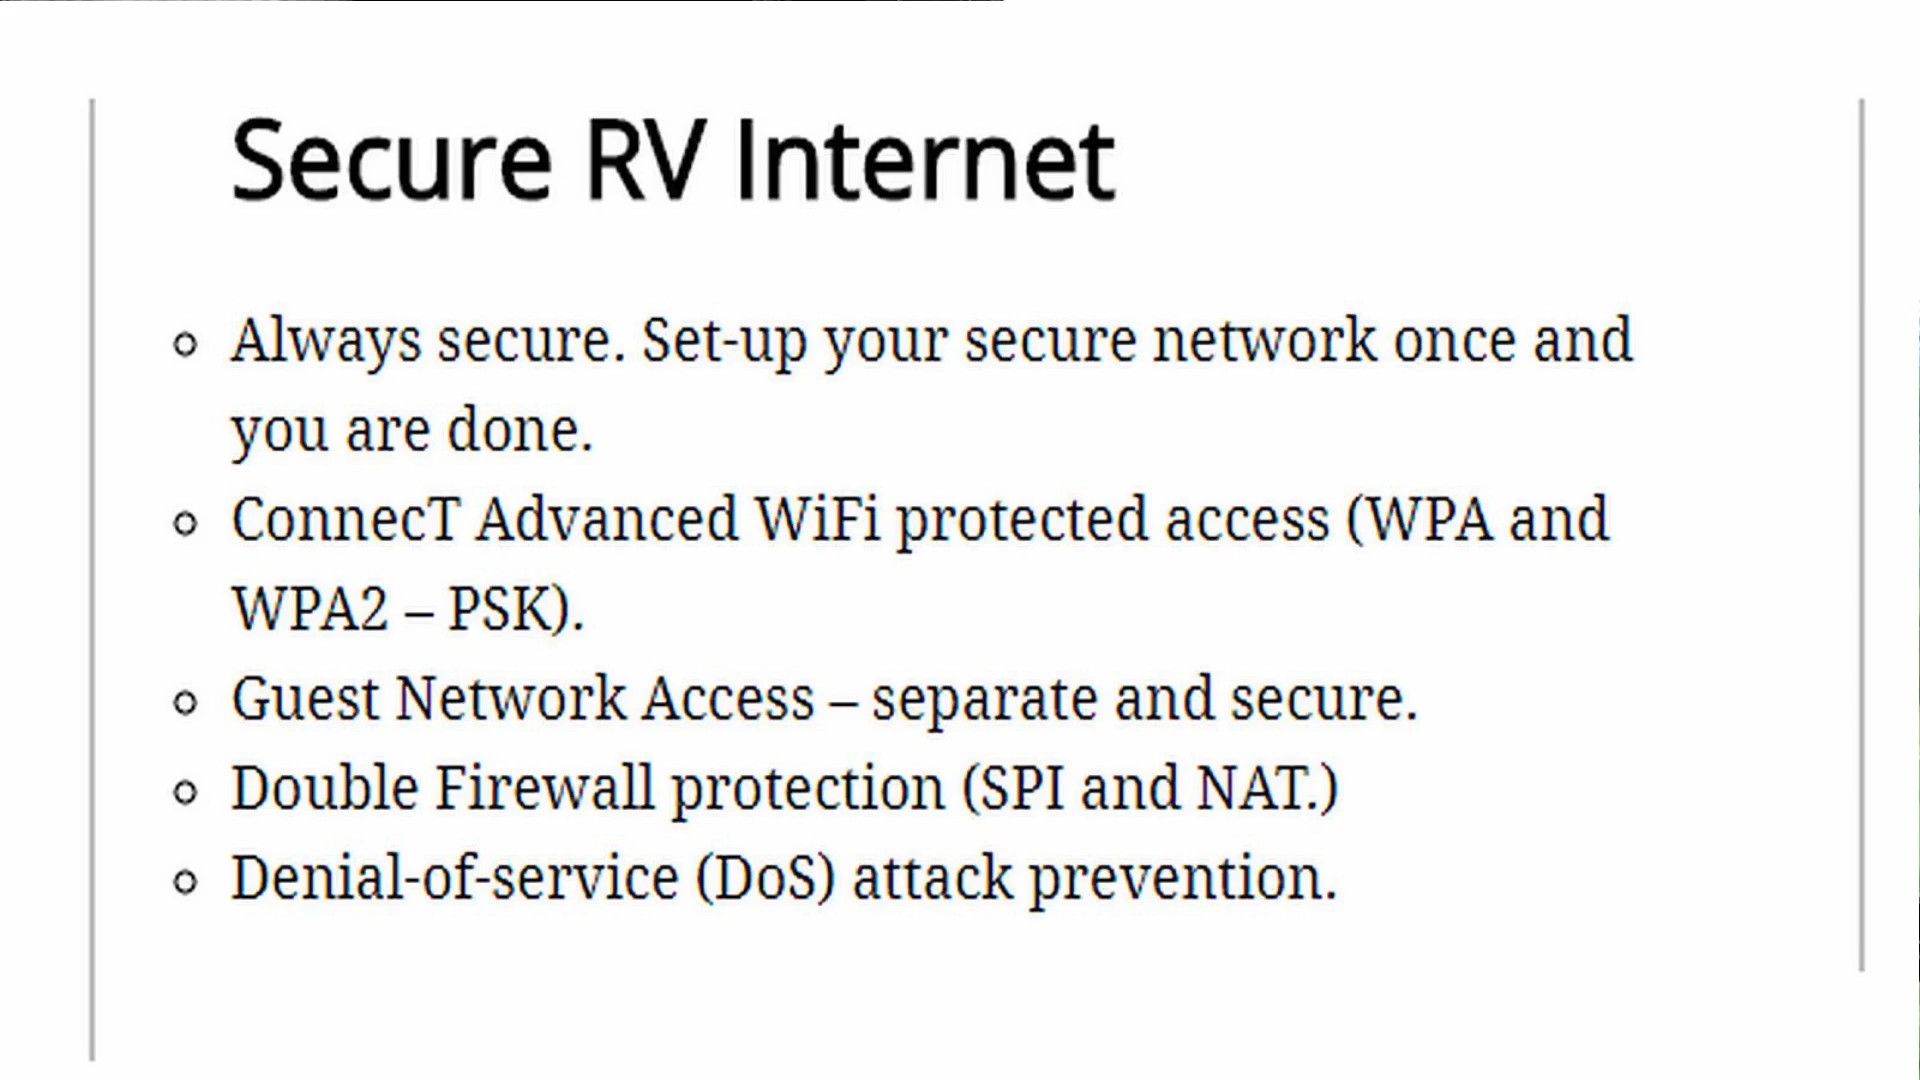 Secure RV Internet
Always secure. Set-up your secure network once and
you are done.
ConnecT Advanced WiFi protected access (WPA and
WPA2 – PSK).
Guest Network Access – separate and secure.
Double Firewall protection (SPI and NAT.)
Denial-of-service (DoS) attack prevention.